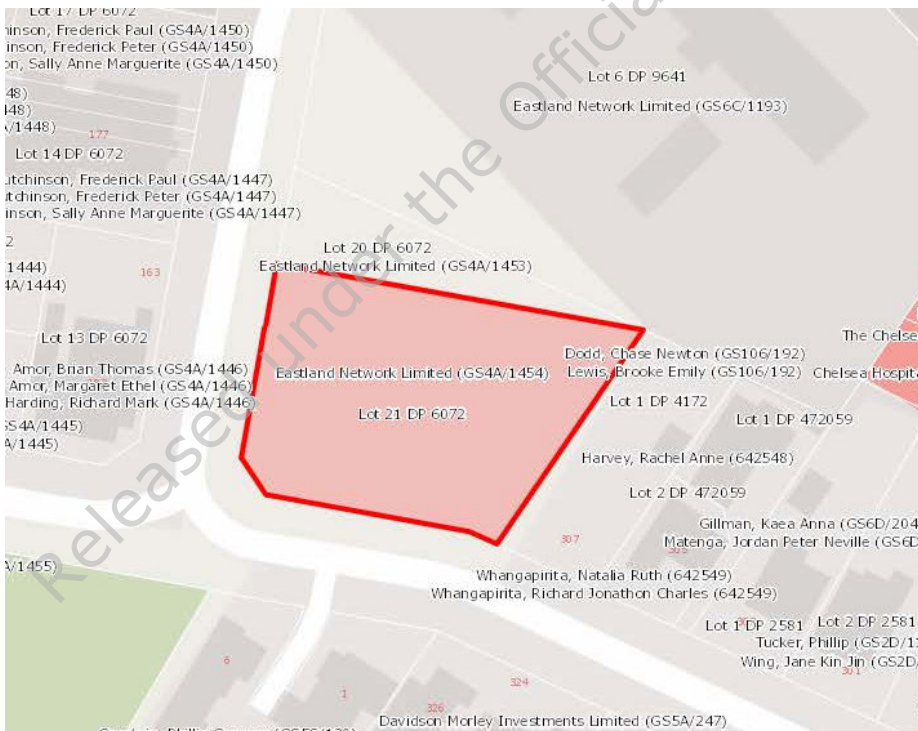 Lot 17 DP 6072
inson, Frederick Paul (GS4A/1450)
inson, Frederick Peter (GS4A/1450)
on, Sally Anne Marguerite (GS4A/1450)
48)
448)
A/1448)
177
Lot 14 DP 6072
utchinson, Frederick Paul (GS4A/1447)
utchinson, Frederick Peter (GS4A/1447)
inson, Sally Anne Marguerite (GS4A/1447)
2
1444)
4A/1444)
163
Lot 13 DP 6072
Amor, Brian Thomas (GS4A/1446)
Amor, Margaret Ethel (GS4A/1446)
Harding, Richard Mark (GS4A/1446)
GS4A/1445)
A/1445)
A/1455)
Lot 6 DP 9641
Eastland Network Limited (GS6C/1193)
Lot 20 DP 6072
Eastland Network Limited (GS4A/1453)
Eastland Network Limited (GS4A/1454)
Lot 21 DP 6072
The Chelse
Chelsea Hospita
Dodd, Chase Newton (GS106/192)
Lewis, Brooke Emily (GS106/192)
Lot 1 DP 4172
Lot 1 DP 472059
Harvey, Rachel Anne (642548)
Lot 2 DP 472059
Gillman, Kaea Anna (GS6D/204
Matenga, Jordan Peter Neville (GS6D
307
305
Whangapirita, Natalia Ruth (642549)
Whangapirita, Richard Jonathon Charles (642549)
Lot 1 DP 2581
Lot 2 DP 2581
Tucker, Phillip (GS2D/1
Wing, Jane Kin Jin (GS2D/
301
6
1
324
326
Davidson Morley Investments Limited (GS5A/247)
Released under the Official